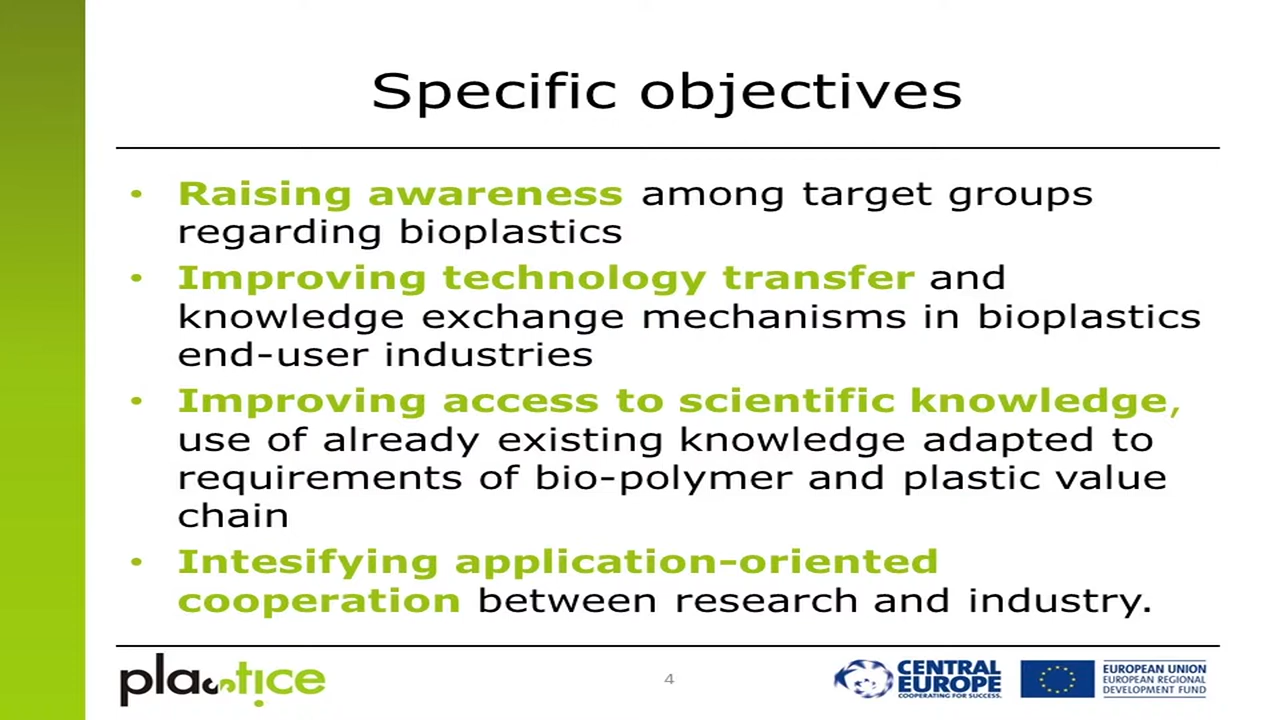 Specific objectives
• Raising awareness among target groups
regarding bioplastics
• Improving technology transfer and
knowledge exchange mechanisms in bioplastics
end-user industries
• Improving access to scientific knowledge,
use of already existing knowledge adapted to
requirements of bio-polymer and plastic value
chain
• Intesifying application-oriented
cooperation between research and industry.
plastice
4
CENTRAL
EUROPE
COOPERATING FOR SUCCESS.
EUROPEAN UNION
EUROPEAN REGIONAL
DEVELOPMENT FUND